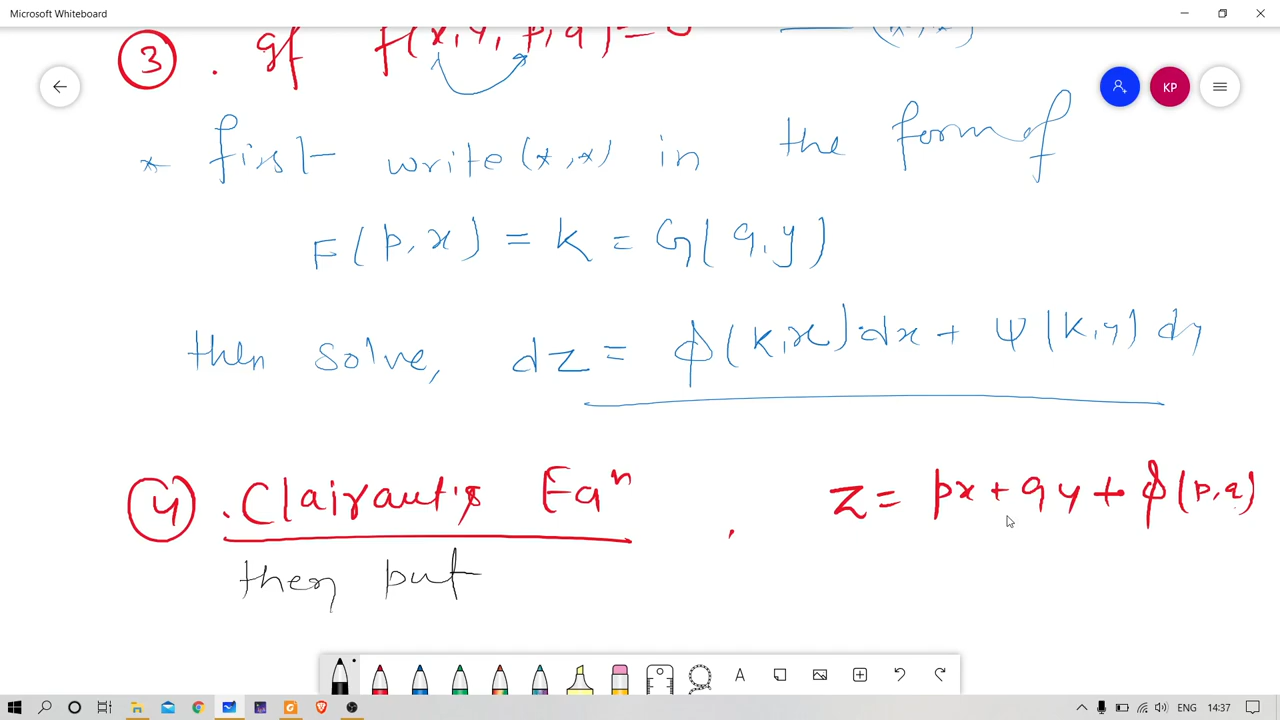 Microsoft Whiteboard
③ . If f(x, y, p, q) = 0 — (*,*)
KP
* first write (*,*) in the form of
F(p, x) = k = G(q, y)
then solve, dz = φ(k, x) dx + ψ(k, y) dy
④ . Clairaut's Eqⁿ . z = px + qy + φ(p, q)
then put
A
ENG 14:37